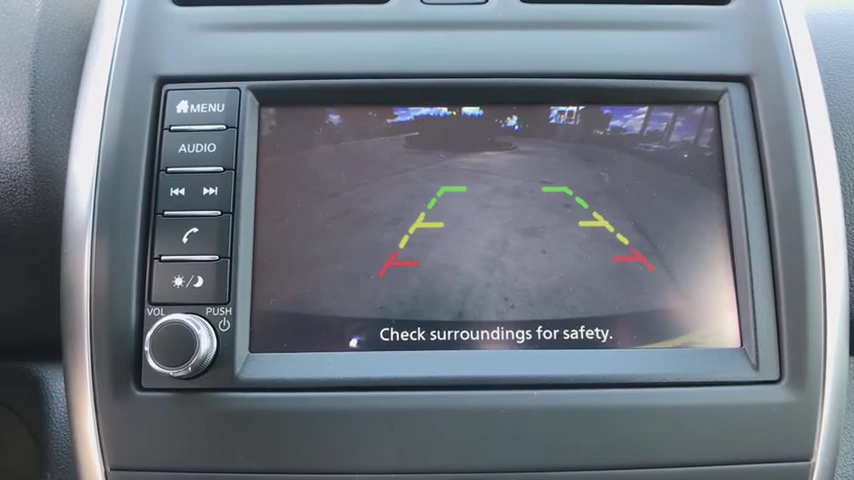 MENU
AUDIO
VOL
PUSH
Check surroundings for safety.